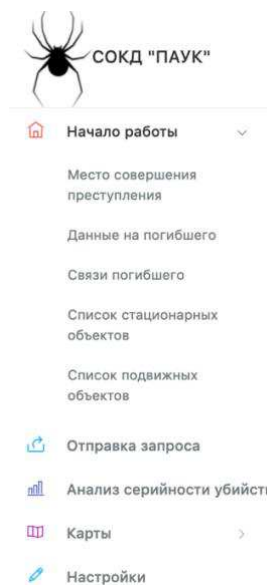 СОКД "ПАУК"
Начало работы
Место совершения
преступления
Данные на погибшего
Связи погибшего
Список стационарных
объектов
Список подвижных
объектов
Отправка запроса
Анализ серийности убийств
Карты
Настройки